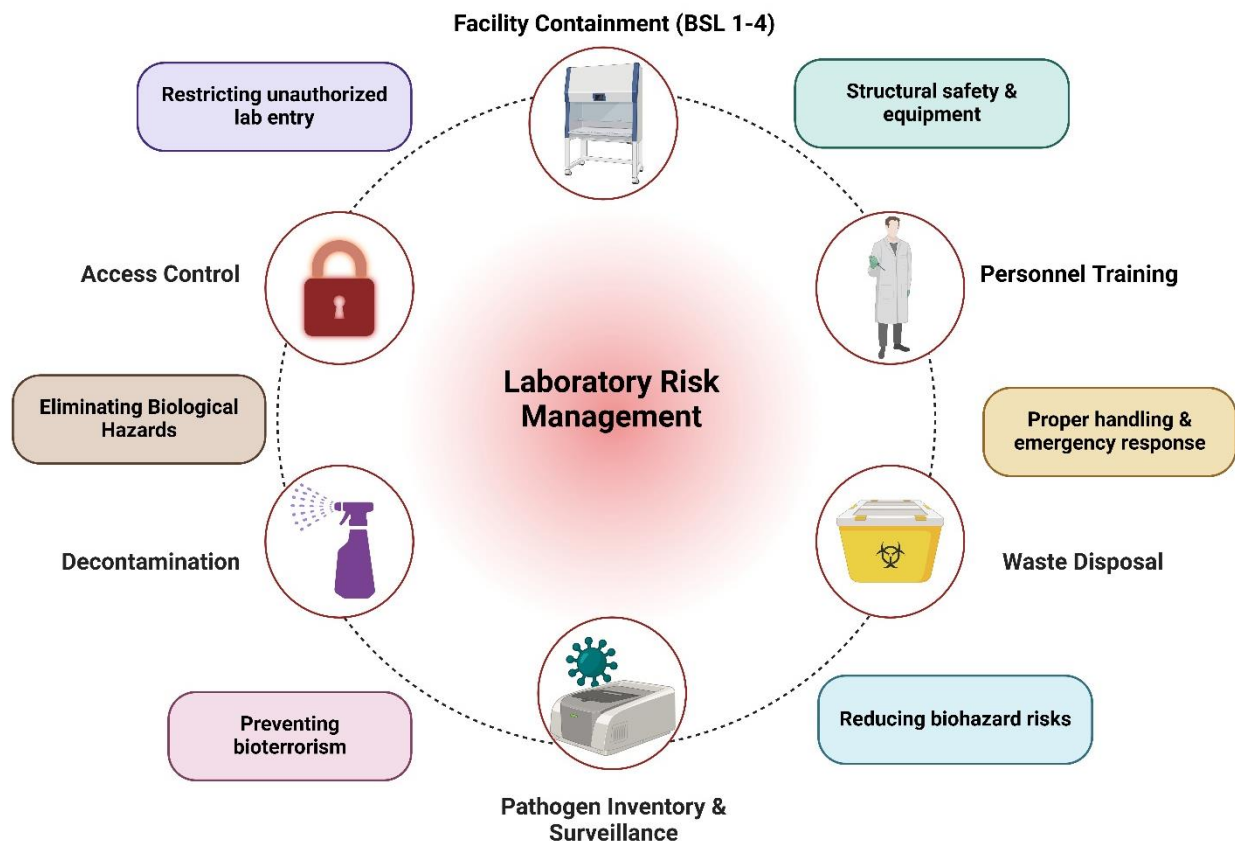 Facility Containment (BSL 1-4)
Restricting unauthorized
lab entry
Structural safety &
equipment
Access Control
Personnel Training
Laboratory Risk
Management
Eliminating Biological
Hazards
Proper handling &
emergency response
Decontamination
Waste Disposal
Preventing
bioterrorism
Reducing biohazard risks
Pathogen Inventory &
Surveillance